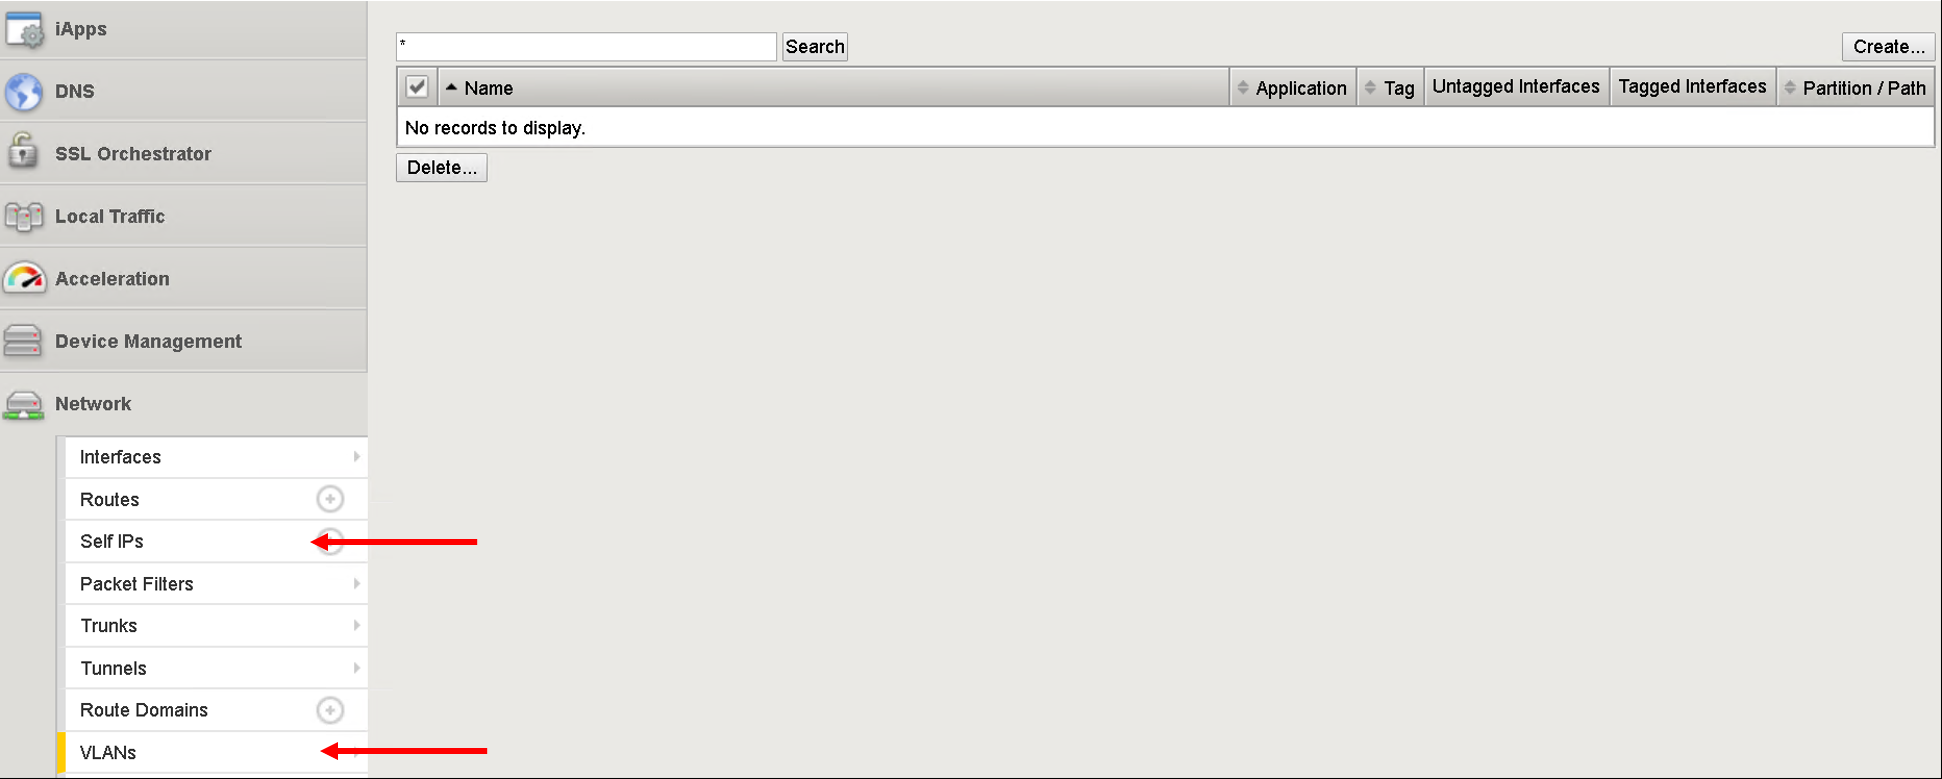 iApps
DNS
SSL Orchestrator
Local Traffic
Acceleration
Device Management
Network
Interfaces
Routes
Self IPs
Packet Filters
Trunks
Tunnels
Route Domains
VLANs
* Search Create...
Name Application Tag Untagged Interfaces Tagged Interfaces Partition / Path
No records to display.
Delete...